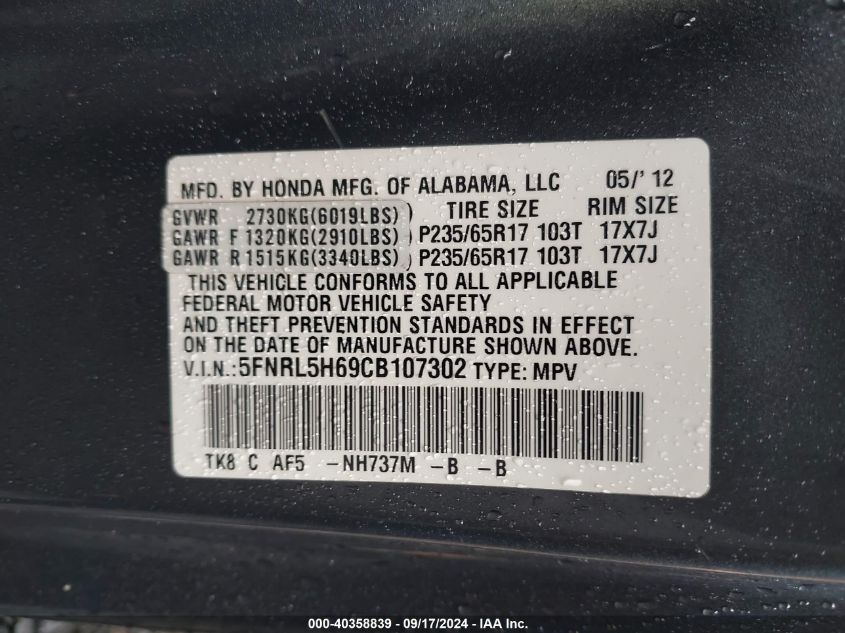 MFD. BY HONDA MFG. OF ALABAMA, LLC 05/' 12
GVWR 2730KG(6019LBS) TIRE SIZE RIM SIZE
GAWR F 1320KG(2910LBS) P235/65R17 103T 17X7J
GAWR R 1515KG(3340LBS) P235/65R17 103T 17X7J
THIS VEHICLE CONFORMS TO ALL APPLICABLE
FEDERAL MOTOR VEHICLE SAFETY
AND THEFT PREVENTION STANDARDS IN EFFECT
ON THE DATE OF MANUFACTURE SHOWN ABOVE.
V.I.N.:5FNRL5H69CB107302 TYPE: MPV
TK8 C AF5 -NH737M -B -B
000-40358839 - 09/17/2024 - IAA Inc.